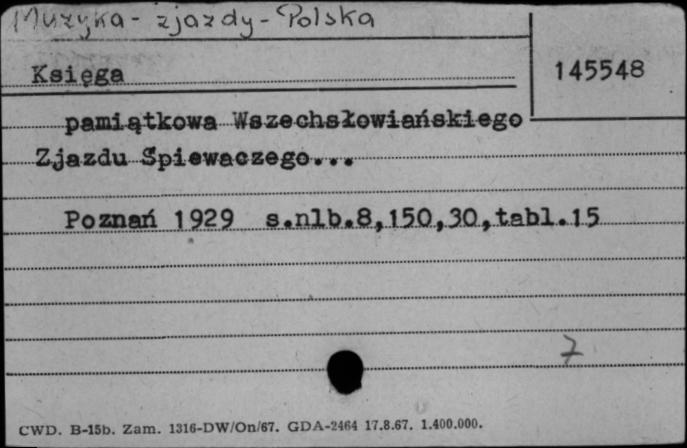 Muzyka - zjazdy - Polska
Księga
145548
pamiątkowa Wszechsłowiańskiego
Zjazdu Spiewaczego...
Poznań 1929 s.nlb.8,150,30,tabl.15
7
CWD. B-15b. Zam. 1316-DW/On/67. GDA-2464 17.8.67. 1.400.000.